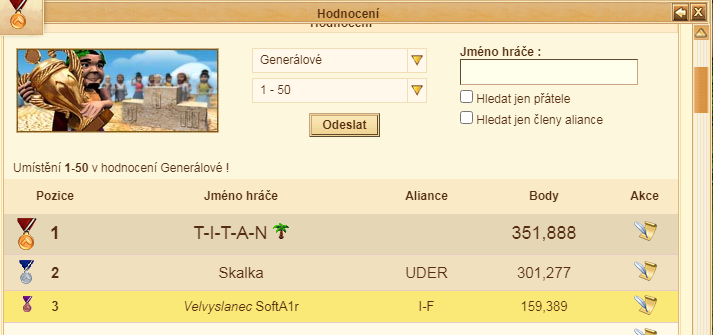 Hodnocení
Hodnocení
Generálové
1 - 50
Odeslat
Jméno hráče :
Hledat jen přátele
Hledat jen členy aliance
Umístění 1-50 v hodnocení Generálové !
Pozice Jméno hráče Aliance Body Akce
1 T-I-T-A-N 351,888
2 Skalka UDER 301,277
3 Velvyslanec SoftA1r I-F 159,389